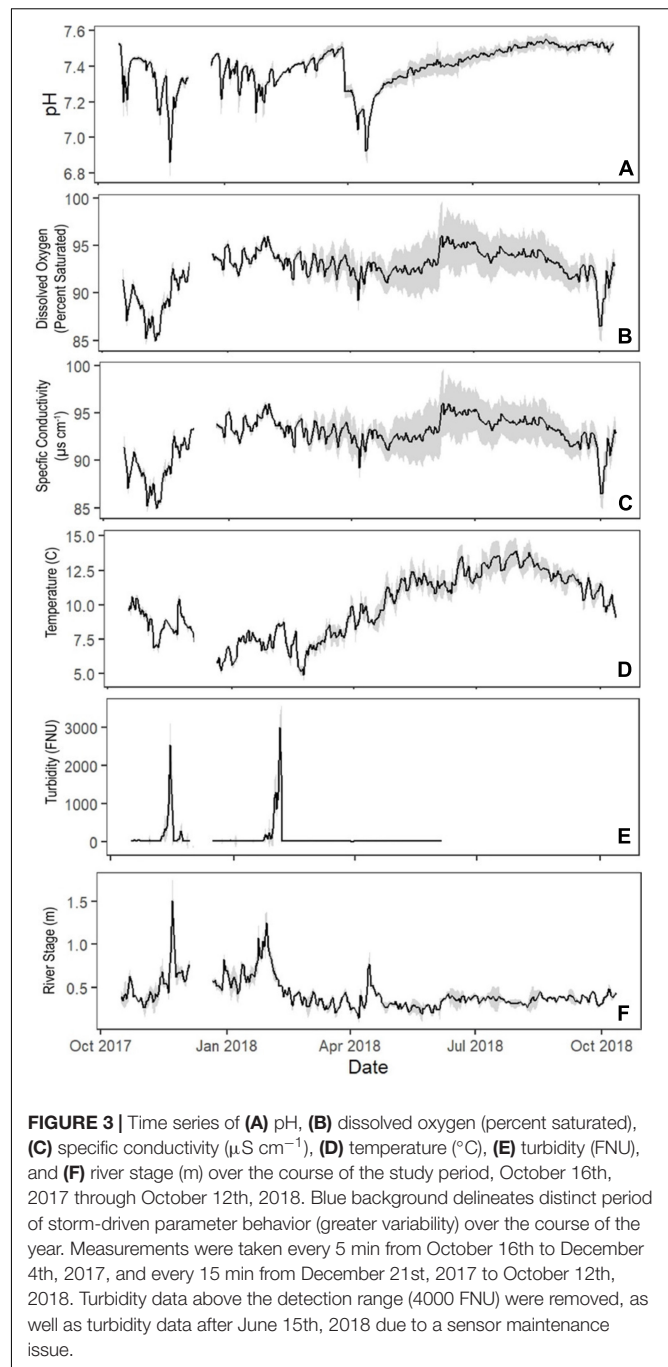 7.6
7.4
7.2
7.0
6.8
pH
A
100
95
90
85
Dissolved Oxygen
(Percent Saturated)
B
100
95
90
85
Specfic Conductivity
(µs cm⁻¹)
C
15.0
12.5
10.0
7.5
5.0
Temperature (C)
D
3000
2000
1000
0
Turbidity (FNU)
E
Oct Jan Apr Jul Oct
1.5
1.0
0.5
River Stage (m)
F
Oct 2017 Jan 2018 Apr 2018 Jul 2018 Oct 2018
Date
FIGURE 3 | Time series of (A) pH, (B) dissolved oxygen (percent saturated),
(C) specific conductivity (μS cm⁻¹), (D) temperature (°C), (E) turbidity (FNU),
and (F) river stage (m) over the course of the study period, October 16th,
2017 through October 12th, 2018. Blue background delineates distinct period
of storm-driven parameter behavior (greater variability) over the course of the
year. Measurements were taken every 5 min from October 16th to December
4th, 2017, and every 15 min from December 21st, 2017 to October 12th,
2018. Turbidity data above the detection range (4000 FNU) were removed, as
well as turbidity data after June 15th, 2018 due to a sensor maintenance
issue.